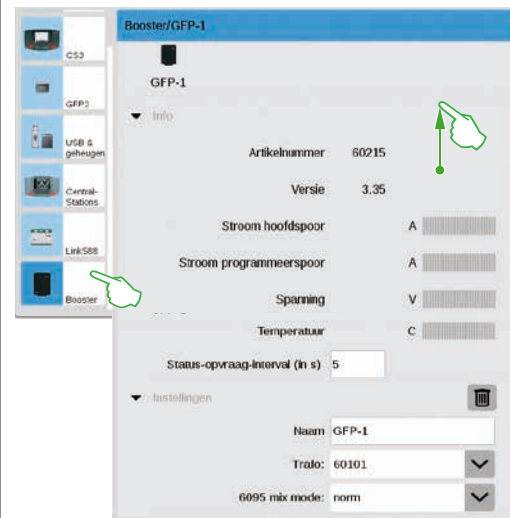 CS3
GFP3
USB &
geheugen
Central-
Stations
LinkS88
Booster
Booster/GFP-1
GFP-1
Info
Artikelnummer 60215
Versie 3.35
Stroom hoofdspoor A
Stroom programmeerspoor A
Spanning V
Temperatuur C
Status-opvraag-interval (in s) 5
Instellingen
Naam GFP-1
Trafo: 60101
6095 mix mode: norm